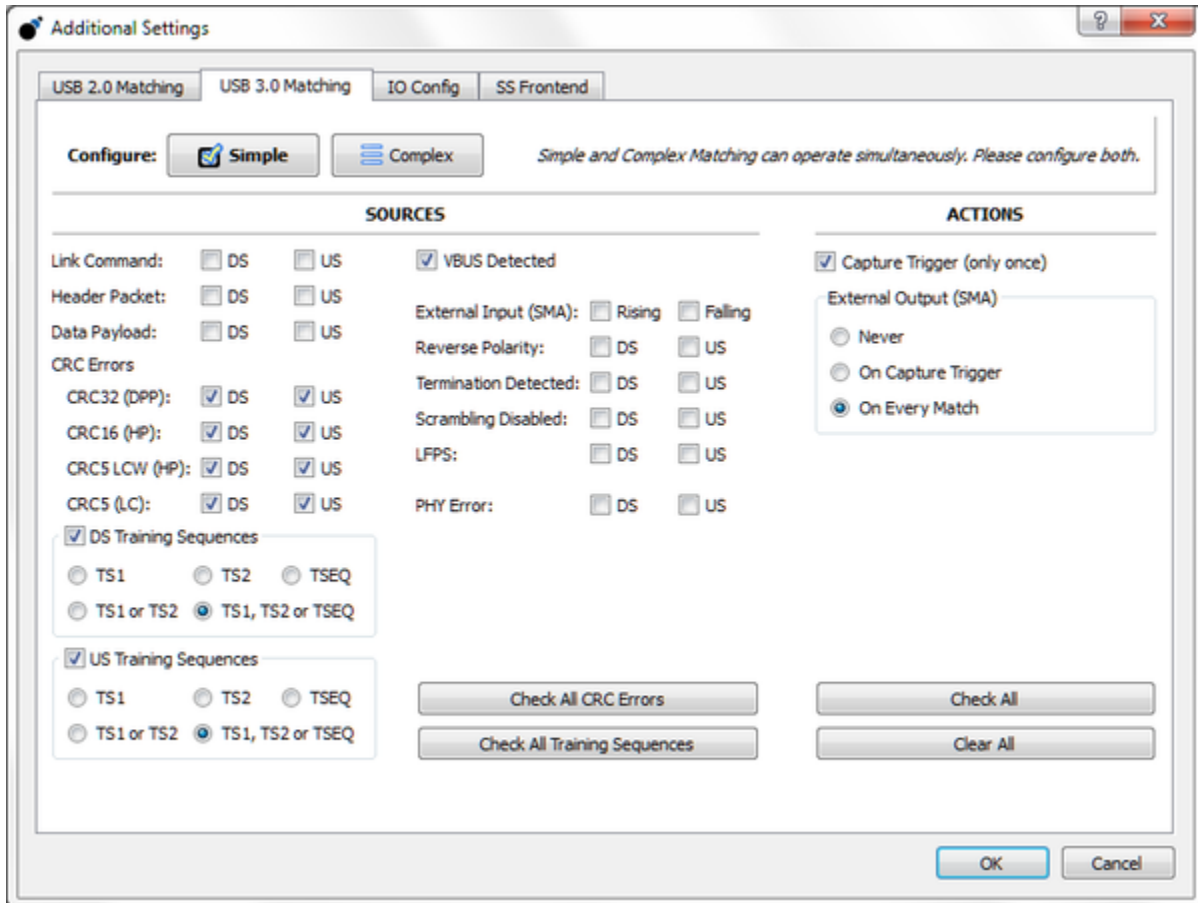 Additional Settings
USB 2.0 Matching USB 3.0 Matching IO Config SS Frontend
Configure: Simple Complex Simple and Complex Matching can operate simultaneously. Please configure both.
SOURCES ACTIONS
Link Command: DS US VBUS Detected Capture Trigger (only once)
Header Packet: DS US
External Input (SMA): Rising Falling External Output (SMA)
Data Payload: DS US
Reverse Polarity: DS US Never
CRC Errors
Termination Detected: DS US On Capture Trigger
CRC32 (DPP): DS US
Scrambling Disabled: DS US On Every Match
CRC16 (HP): DS US
LFPS: DS US
CRC5 LCW (HP): DS US
CRC5 (LC): DS US PHY Error: DS US
DS Training Sequences
TS1 TS2 TSEQ
TS1 or TS2 TS1, TS2 or TSEQ
US Training Sequences
TS1 TS2 TSEQ Check All CRC Errors Check All
TS1 or TS2 TS1, TS2 or TSEQ Check All Training Sequences Clear All
OK Cancel